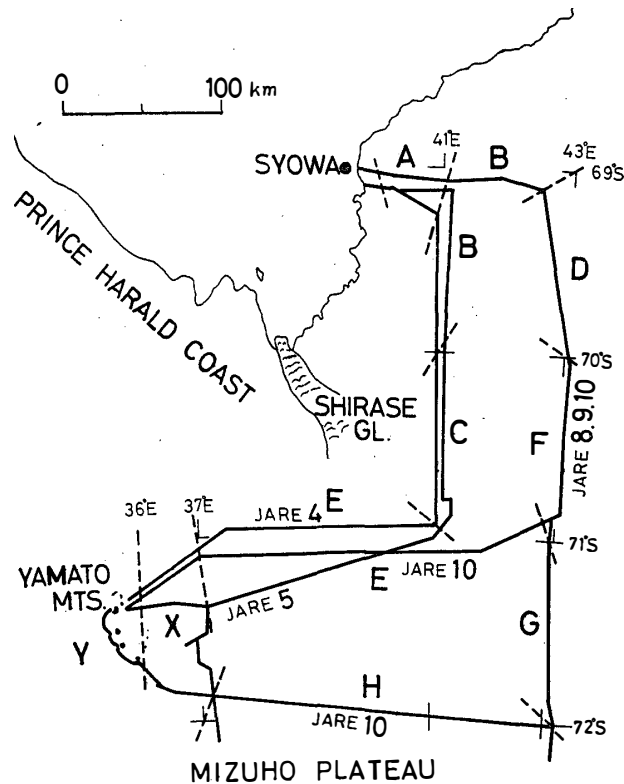 0 100 km
SYOWA
A
41°E
B
43°E
69°S
PRINCE HARALD COAST
B
D
70°S
SHIRASE
GL.
C
F
JARE 8.9.10
36°E
37°E
E
JARE 4
71°S
E
JARE 10
YAMATO
MTS.
X
JARE 5
Y
G
H
JARE 10
72°S
MIZUHO PLATEAU